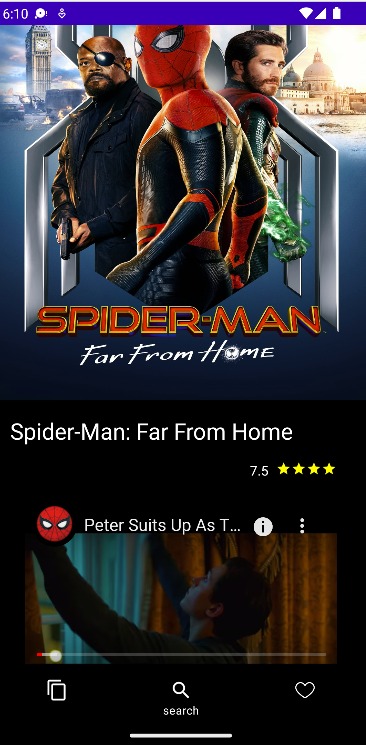 6:10
SPIDER-MAN
Far From Home
Spider-Man: Far From Home
7.5
Peter Suits Up As T...
search